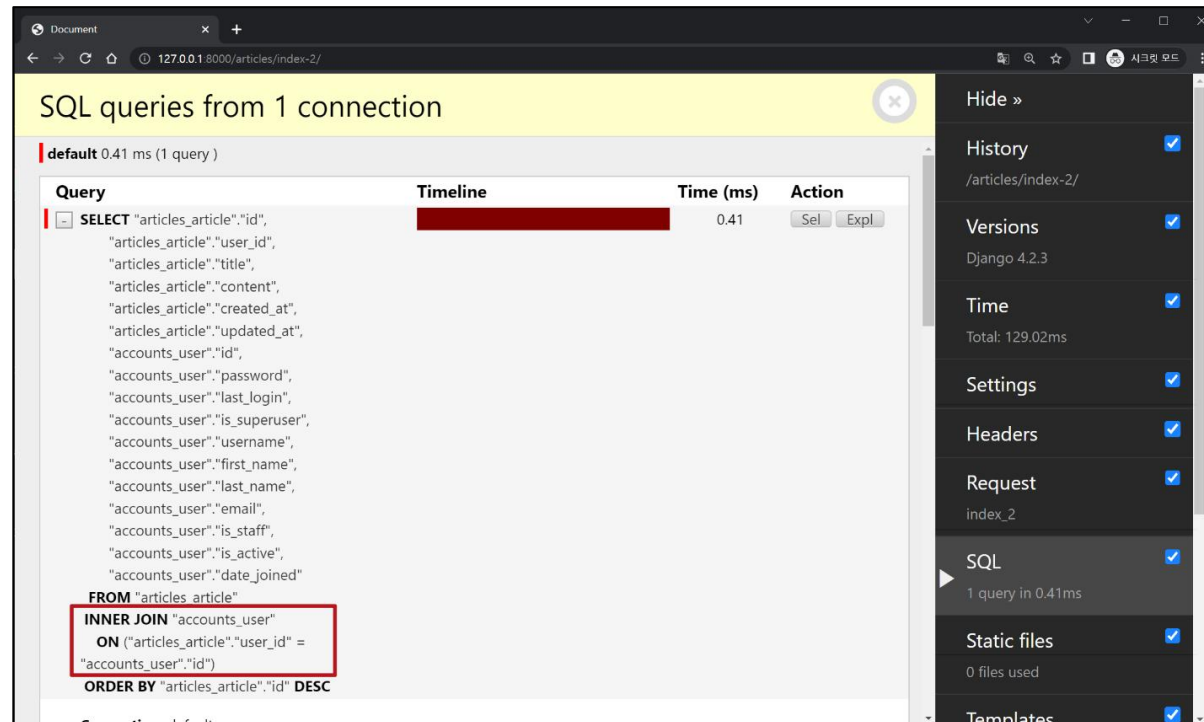 Document
127.0.0.1:8000/articles/index-2/
시크릿 모드
SQL queries from 1 connection
default 0.41 ms (1 query )
Query Timeline Time (ms) Action
SELECT "articles_article"."id", 0.41 Sel Expl
"articles_article"."user_id",
"articles_article"."title",
"articles_article"."content",
"articles_article"."created_at",
"articles_article"."updated_at",
"accounts_user"."id",
"accounts_user"."password",
"accounts_user"."last_login",
"accounts_user"."is_superuser",
"accounts_user"."username",
"accounts_user"."first_name",
"accounts_user"."last_name",
"accounts_user"."email",
"accounts_user"."is_staff",
"accounts_user"."is_active",
"accounts_user"."date_joined"
FROM "articles_article"
INNER JOIN "accounts_user"
ON ("articles_article"."user_id" =
"accounts_user"."id")
ORDER BY "articles_article"."id" DESC
Hide »
History
/articles/index-2/
Versions
Django 4.2.3
Time
Total: 129.02ms
Settings
Headers
Request
index_2
SQL
1 query in 0.41ms
Static files
0 files used
Templates